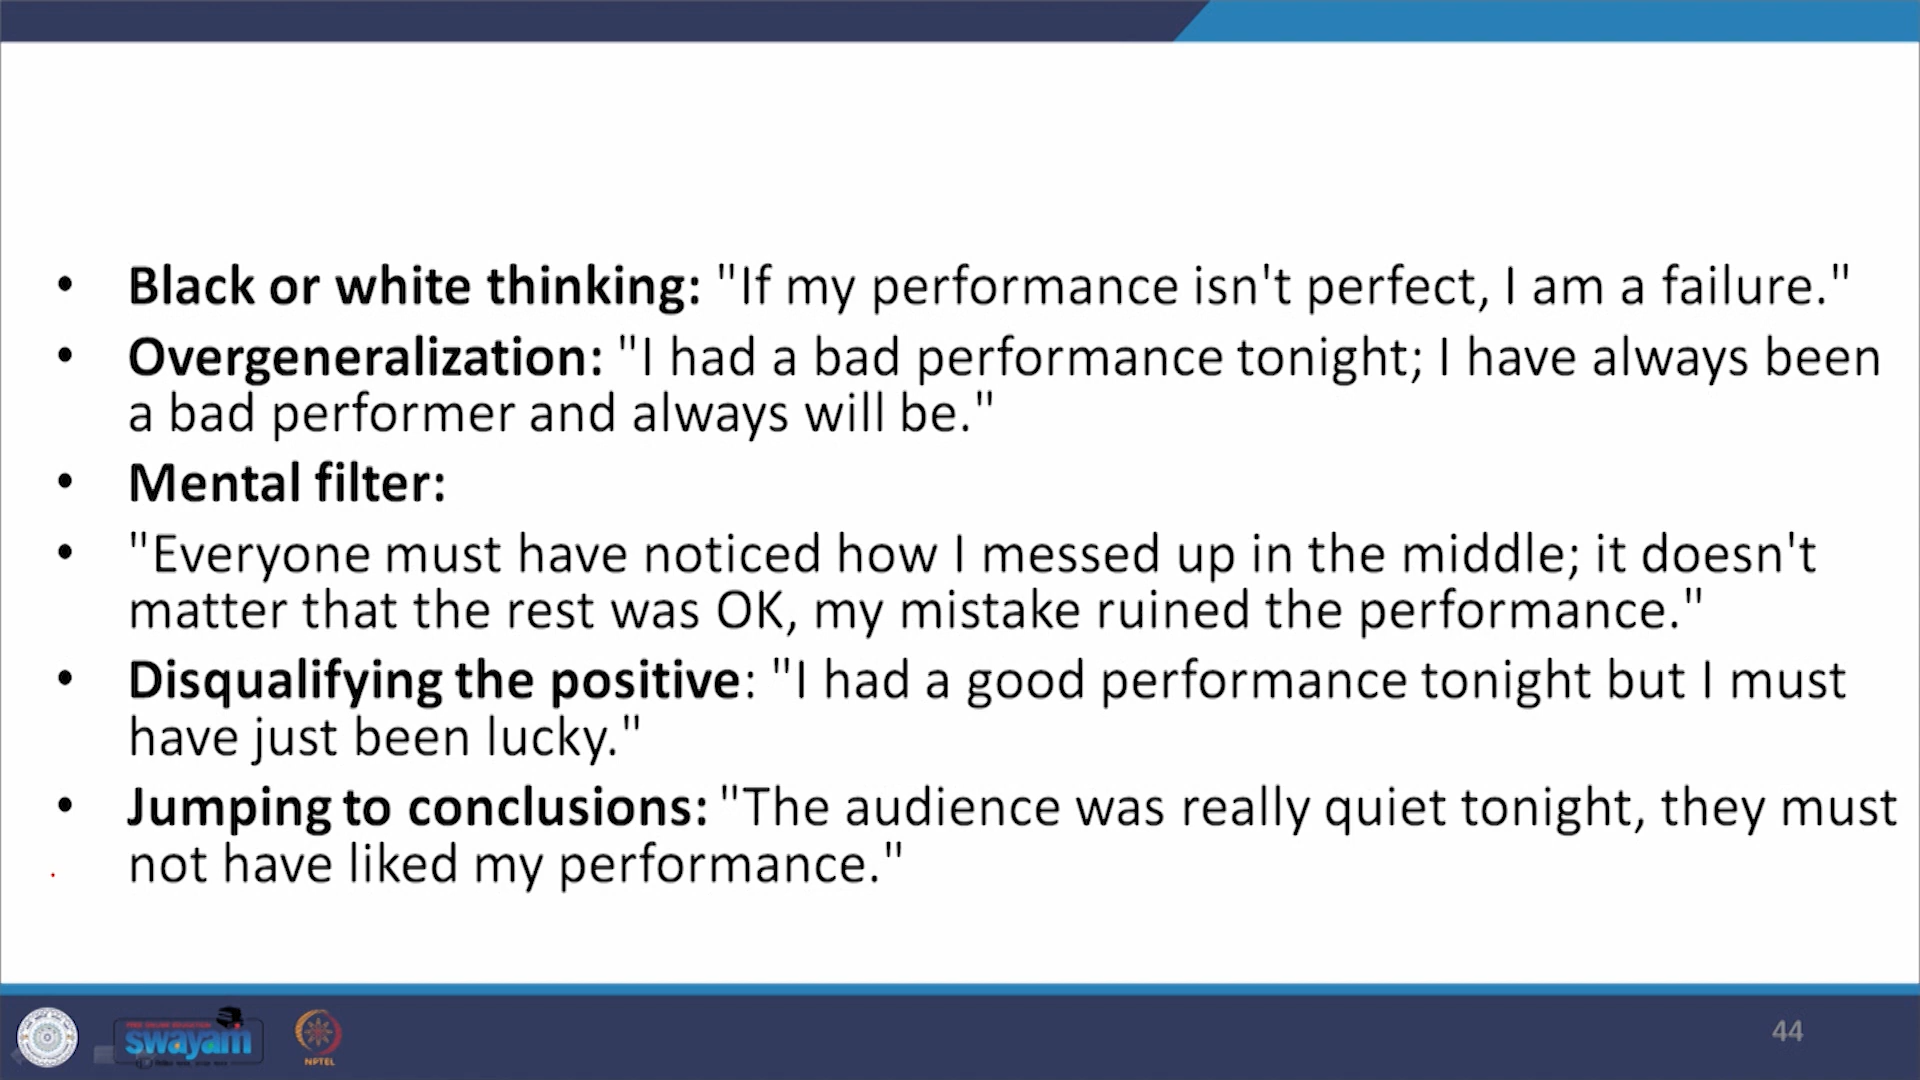 • Black or white thinking: "If my performance isn't perfect, I am a failure."
• Overgeneralization: "I had a bad performance tonight; I have always been
a bad performer and always will be."
• Mental filter:
• "Everyone must have noticed how I messed up in the middle; it doesn't
matter that the rest was OK, my mistake ruined the performance."
• Disqualifying the positive: "I had a good performance tonight but I must
have just been lucky."
• Jumping to conclusions: "The audience was really quiet tonight, they must
not have liked my performance."
FREE ONLINE EDUCATION
swayam
NPTEL
44